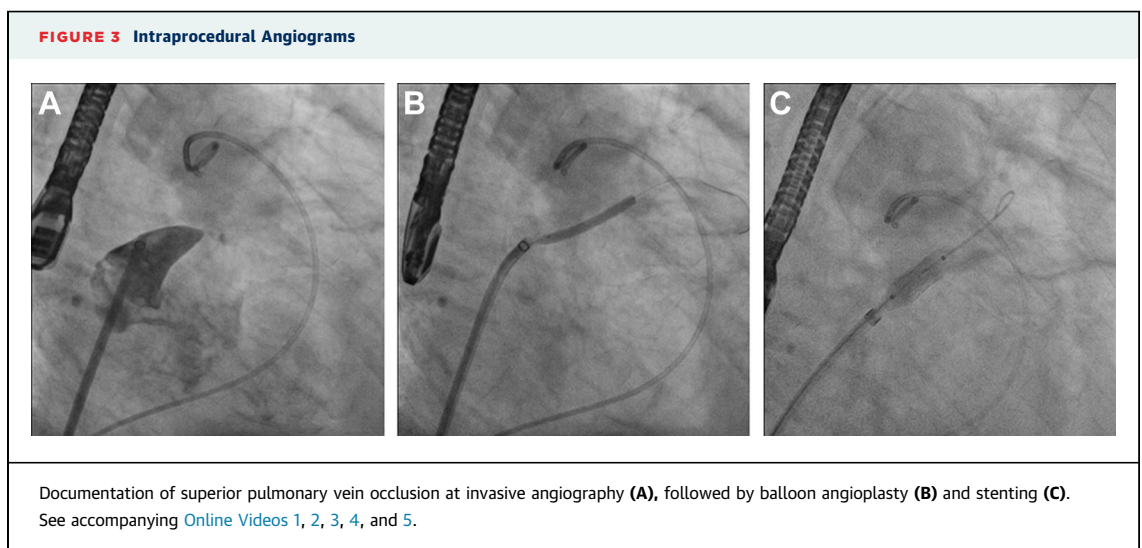 FIGURE 3 Intraprocedural Angiograms
A B C
Documentation of superior pulmonary vein occlusion at invasive angiography (A), followed by balloon angioplasty (B) and stenting (C).
See accompanying Online Videos 1, 2, 3, 4, and 5.